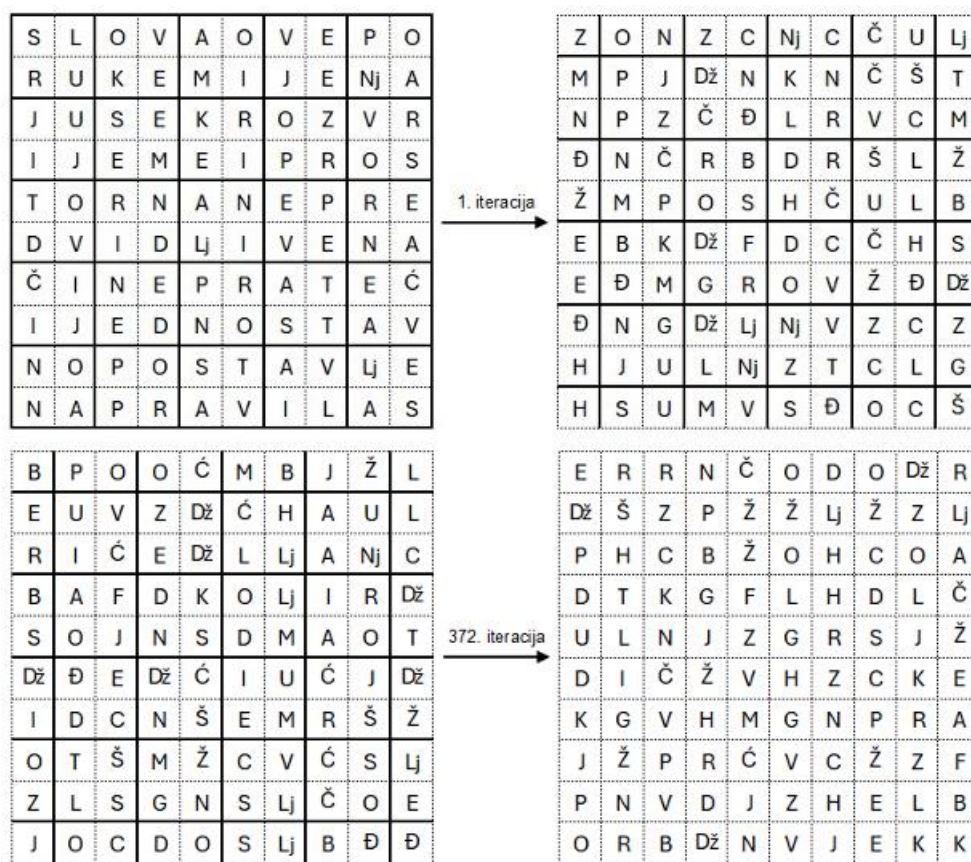 S L O V A O V E P O
R U K E M I J E Nj A
J U S E K R O Z V R
I J E M E I P R O S
T O R N A N E P R E
D V I D Lj I V E N A
Č I N E P R A T E Ć
I J E D N O S T A V
N O P O S T A V Lj E
N A P R A V I L A S
1. iteracija
Z O N Z C Nj C Č U Lj
M P J Dž N K N Č Š T
N P Z Č Đ L R V C M
Đ N Č R B D R Š L Ž
Ž M P O S H Č U L B
E B K Dž F D C Č H S
E Đ M G R O V Ž Đ Dž
Đ N G Dž Lj Nj V Z C Z
H J U L Nj Z T C L G
H S U M V S Đ O C Š
B P O O Ć M B J Ž L
E U V Z Dž Ć H A U L
R I Ć E Dž L Lj A Nj C
B A F D K O Lj I R Dž
S O J N S D M A O T
Dž Đ E Dž Ć I U Ć J Dž
I D C N Š E M R Š Ž
O T Š M Ž C V Ć S Lj
Z L S G N S Lj Č O E
J O C D O S Lj B Đ Đ
372. iteracija
E R R N Č O D O Dž R
Dž Š Z P Ž Ž Lj Ž Z Lj
P H C B Ž O H C O A
D T K G F L H D L Č
U L N J Z G R S J Ž
D I Č Ž V H Z C K E
K G V H M G N P R A
J Ž P R Ć V C Ž Z F
P N V D J Z H E L B
O R B Dž N V J E K K